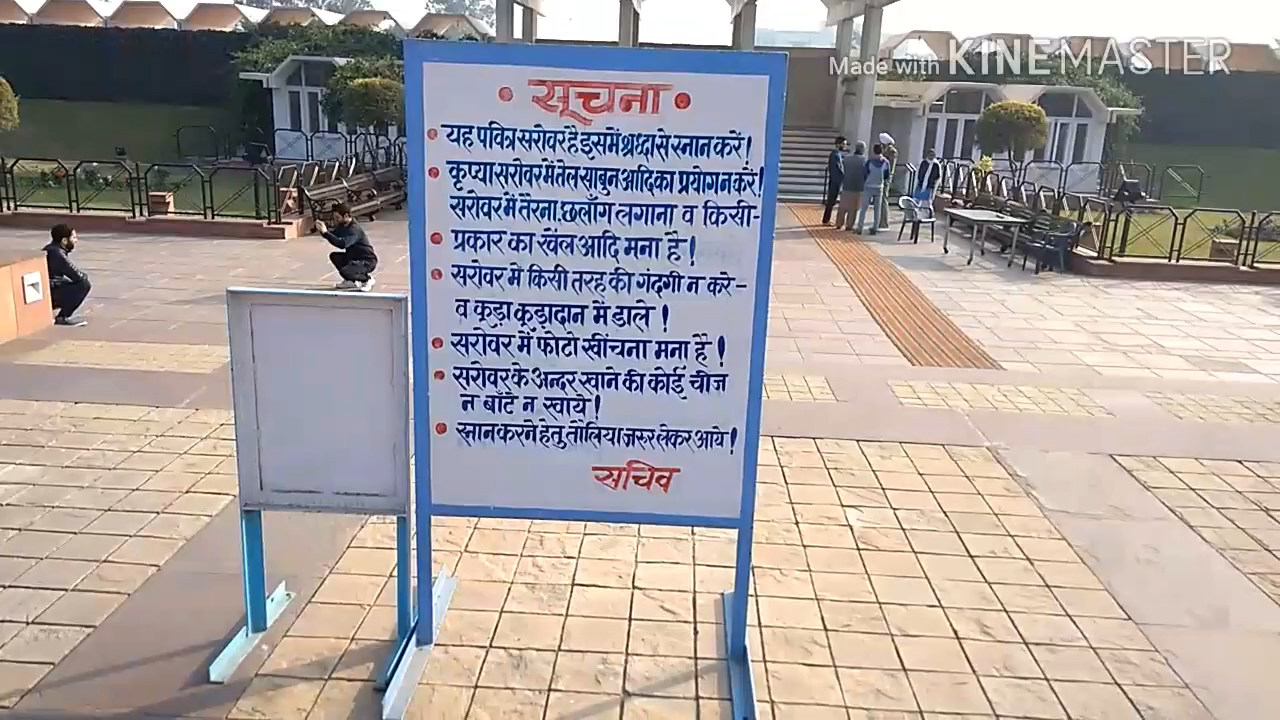 Made with KINEMASTER
• सूचना •
• यह पवित्र सरोवर है इसमें श्रध्दा से स्नान करें!
• कृप्या सरोवर में तेल साबुन आदि का प्रयोग न करें!
सरोवर में तैरना, छलाँग लगाना व किसी-
• प्रकार का खेल आदि मना है!
• सरोवर में किसी तरह की गंदगी न करे-
व कूड़ा कूड़ादान में डाले!
• सरोवर में फोटो खींचना मना है!
• सरोवर के अन्दर खाने की कोई चीज
न बाँटे न खाये!
• स्नान करने हेतु तौलिया जरुर लेकर आये!
सचिव